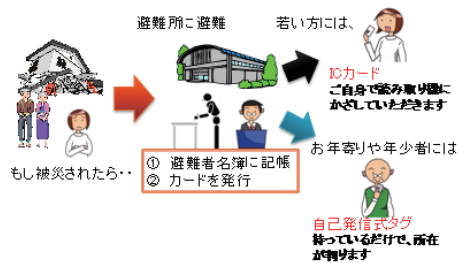 避難所に避難
若い方には、
ICカード
ご自身で読み取り機に
かざしていただきます
もし被災されたら・・
① 避難者名簿に記帳
② カードを発行
お年寄りや年少者には
自己発信式タグ
持っているだけで、所在
が判ります